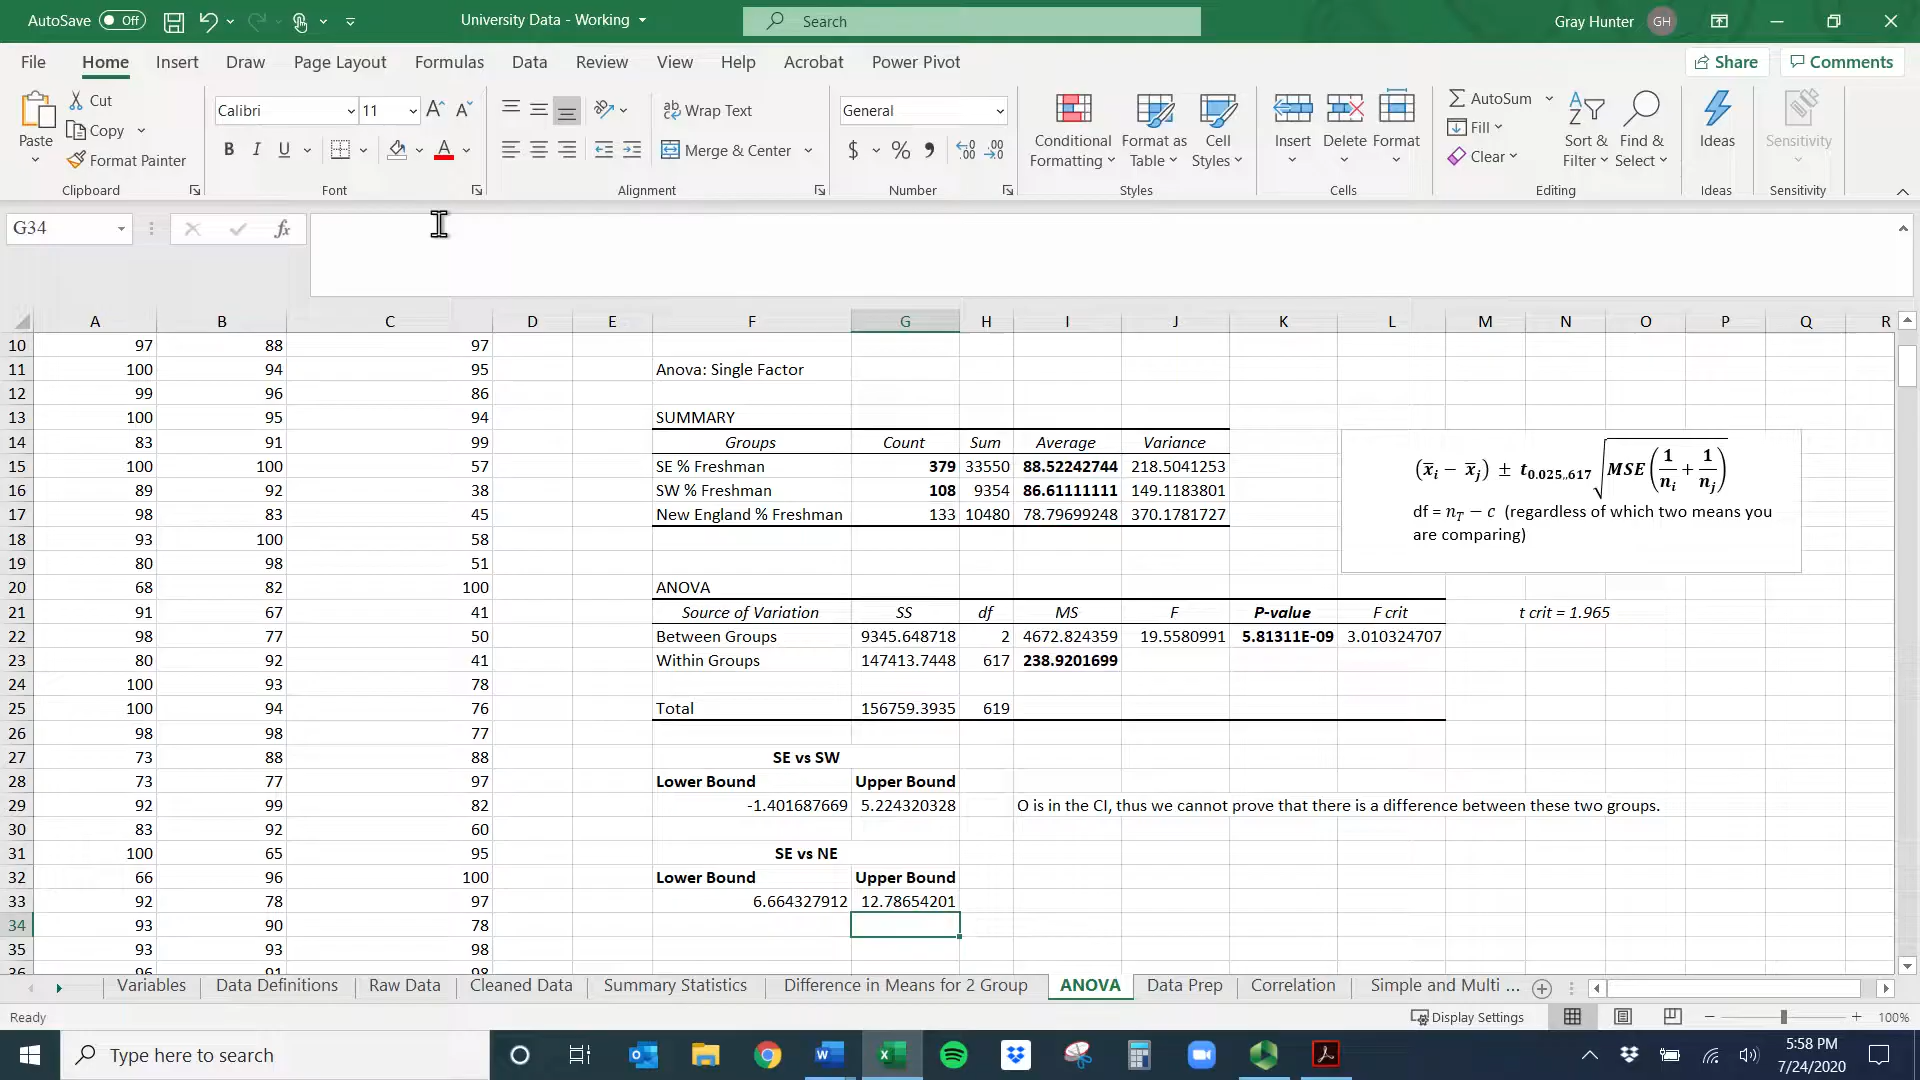 AutoSave Off University Data - Working Search Gray Hunter GH
File Home Insert Draw Page Layout Formulas Data Review View Help Acrobat Power Pivot Share Comments
Paste Cut Copy Format Painter Clipboard
Calibri 11 B I U A Font
Wrap Text Merge & Center Alignment
General $ % Number
Conditional Formatting Format as Table Cell Styles Styles
Insert Delete Format Cells
AutoSum Fill Clear Sort & Filter Find & Select Editing
Ideas Ideas
Sensitivity Sensitivity
G34 fx
A B C D E F G H I J K L M N O P Q R
10 97 88 97
11 100 94 95 Anova: Single Factor
12 99 96 86
13 100 95 94 SUMMARY
14 83 91 99 Groups Count Sum Average Variance
15 100 100 57 SE % Freshman 379 33550 88.52242744 218.5041253
16 89 92 38 SW % Freshman 108 9354 86.61111111 149.1183801
17 98 83 45 New England % Freshman 133 10480 78.79699248 370.1781727
18 93 100 58
19 80 98 51
20 68 82 100 ANOVA
21 91 67 41 Source of Variation SS df MS F P-value F crit t crit = 1.965
22 98 77 50 Between Groups 9345.648718 2 4672.824359 19.5580991 5.81311E-09 3.010324707
23 80 92 41 Within Groups 147413.7448 617 238.9201699
24 100 93 78
25 100 94 76 Total 156759.3935 619
26 98 98 77
27 73 88 88 SE vs SW
28 73 77 97 Lower Bound Upper Bound
29 92 99 82 -1.401687669 5.224320328 O is in the CI, thus we cannot prove that there is a difference between these two groups.
30 83 92 60
31 100 65 95 SE vs NE
32 66 96 100 Lower Bound Upper Bound
33 92 78 97 6.664327912 12.78654201
34 93 90 78
35 93 93 98
36 96 91 98
(x̅i − x̅j) ± t0.025,,617 √MSE(1/ni + 1/nj)
df = nT − c (regardless of which two means you
are comparing)
Variables Data Definitions Raw Data Cleaned Data Summary Statistics Difference in Means for 2 Group ANOVA Data Prep Correlation Simple and Multi ...
Ready Display Settings 100%
Type here to search
5:58 PM
7/24/2020